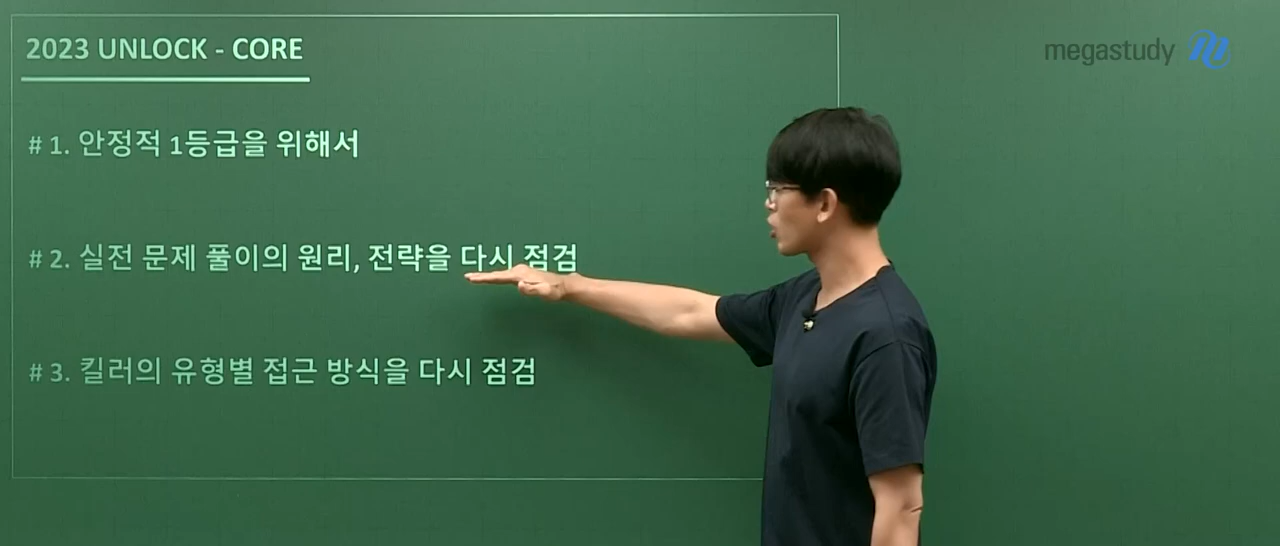 2023 UNLOCK - CORE
megastudy
# 1. 안정적 1등급을 위해서
# 2. 실전 문제 풀이의 원리, 전략을 다시 점검
# 3. 킬러의 유형별 접근 방식을 다시 점검